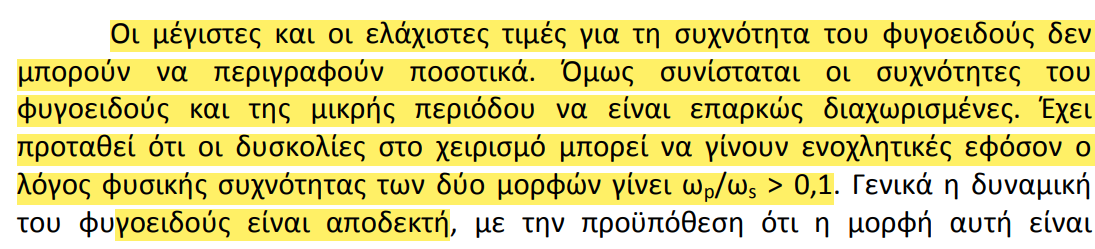 Οι μέγιστες και οι ελάχιστες τιμές για τη συχνότητα του φυγοειδούς δεν
μπορούν να περιγραφούν ποσοτικά. Όμως συνίσταται οι συχνότητες του
φυγοειδούς και της μικρής περιόδου να είναι επαρκώς διαχωρισμένες. Έχει
προταθεί ότι οι δυσκολίες στο χειρισμό μπορεί να γίνουν ενοχλητικές εφόσον ο
λόγος φυσικής συχνότητας των δύο μορφών γίνει ωₚ/ωₛ > 0,1. Γενικά η δυναμική
του φυγοειδούς είναι αποδεκτή, με την προϋπόθεση ότι η μορφή αυτή είναι